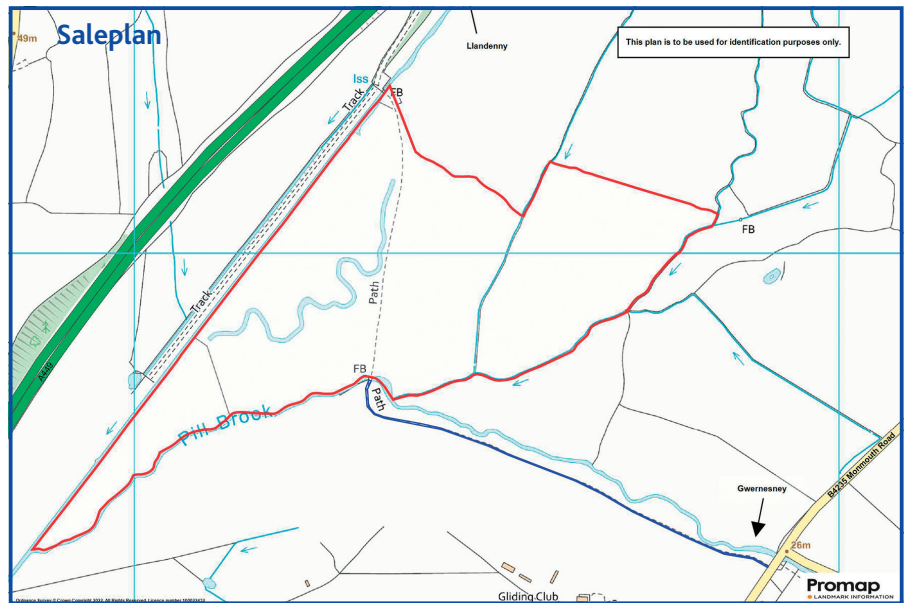 Saleplan
49m
Llandenny
This plan is to be used for identification purposes only.
Iss
FB
Track
FB
Track
Path
A449
FB
Path
Pill Brook
B4235 Monmouth Road
Gwernesney
26m
Gliding Club
Promap
LANDMARK INFORMATION